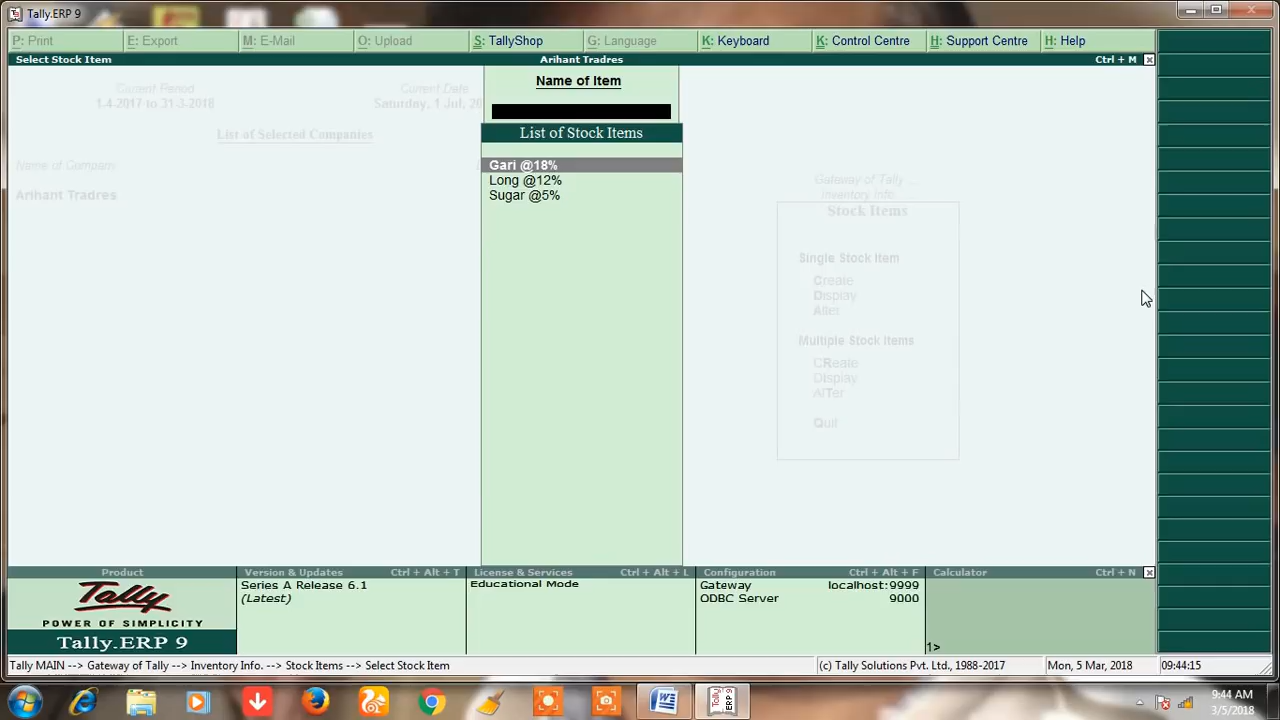 Tally.ERP 9
P: Print
E: Export
M: E-Mail
O: Upload
S: TallyShop
G: Language
K: Keyboard
K: Control Centre
H: Support Centre
H: Help
Select Stock Item
Arihant Tradres
Ctrl + M
Current Period
1.4-2017 to 31-3-2018
Current Date
Saturday, 1 Jul, 20
List of Selected Companies
Name of Company
Arihant Tradres
Name of Item
List of Stock Items
Gari @18%
Long @12%
Sugar @5%
Gateway of Tally ...
Inventory Info. ...
Stock Items
Single Stock Item
Create
Display
Alter
Multiple Stock Items
CReate
DIsplay
AlTer
Quit
Product
Tally
POWER OF SIMPLICITY
Tally.ERP 9
Version & Updates
Ctrl + Alt + T
Series A Release 6.1
(Latest)
License & Services
Ctrl + Alt + L
Educational Mode
Configuration
Ctrl + Alt + F
Gateway localhost:9999
ODBC Server 9000
Calculator
Ctrl + N
1>
Tally MAIN --> Gateway of Tally --> Inventory Info. --> Stock Items --> Select Stock Item
(c) Tally Solutions Pvt. Ltd., 1988-2017
Mon, 5 Mar, 2018
09:44:15
9:44 AM
3/5/2018